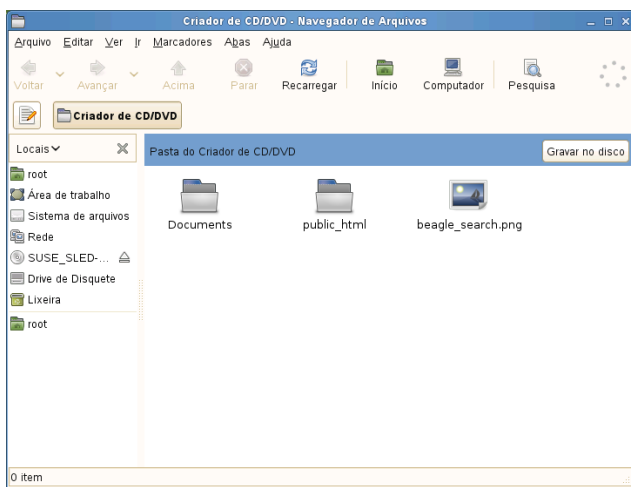 Criador de CD/DVD - Navegador de Arquivos
Arquivo Editar Ver Ir Marcadores Abas Ajuda
Voltar Avançar Acima Parar Recarregar Início Computador Pesquisa
Criador de CD/DVD
Locais
Pasta do Criador de CD/DVD
Gravar no disco
root
Área de trabalho
Sistema de arquivos
Rede
SUSE_SLED-...
Drive de Disquete
Lixeira
root
Documents
public_html
beagle_search.png
0 item